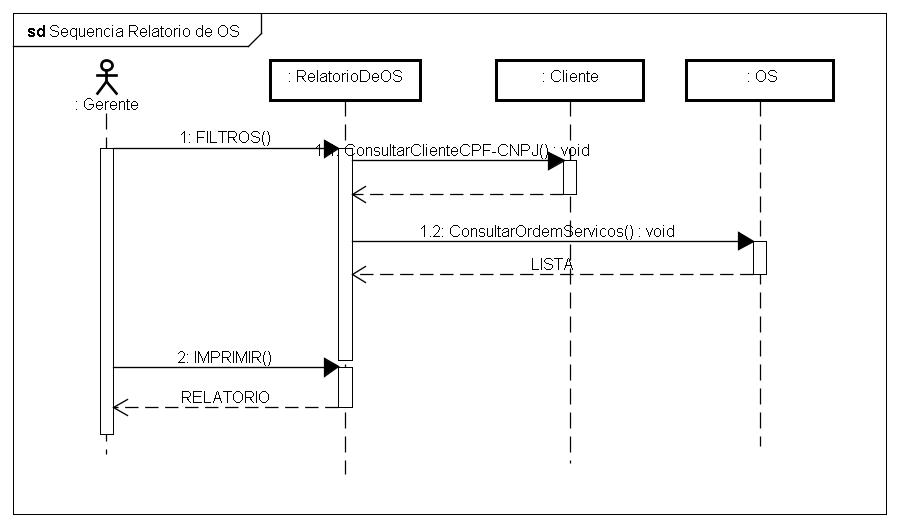 sd Sequencia Relatorio de OS
: Gerente
: RelatorioDeOS
: Cliente
: OS
1: FILTROS()
1.1: ConsultarClienteCPF-CNPJ() : void
1.2: ConsultarOrdemServicos() : void
LISTA
2: IMPRIMIR()
RELATORIO